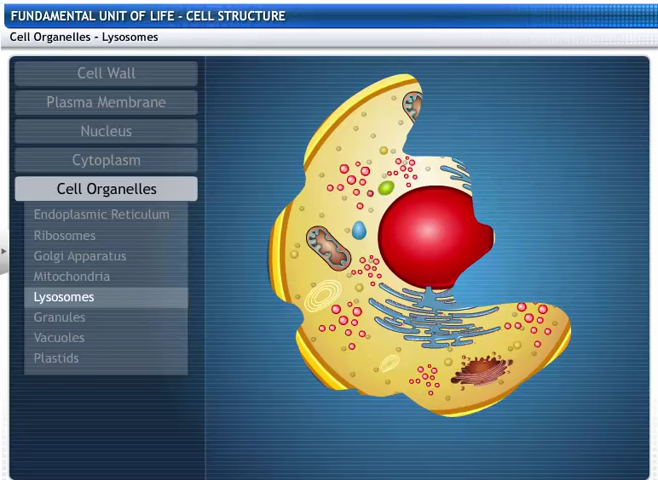 FUNDAMENTAL UNIT OF LIFE - CELL STRUCTURE
Cell Organelles - Lysosomes
Cell Wall
Plasma Membrane
Nucleus
Cytoplasm
Cell Organelles
Endoplasmic Reticulum
Ribosomes
Golgi Apparatus
Mitochondria
Lysosomes
Granules
Vacuoles
Plastids